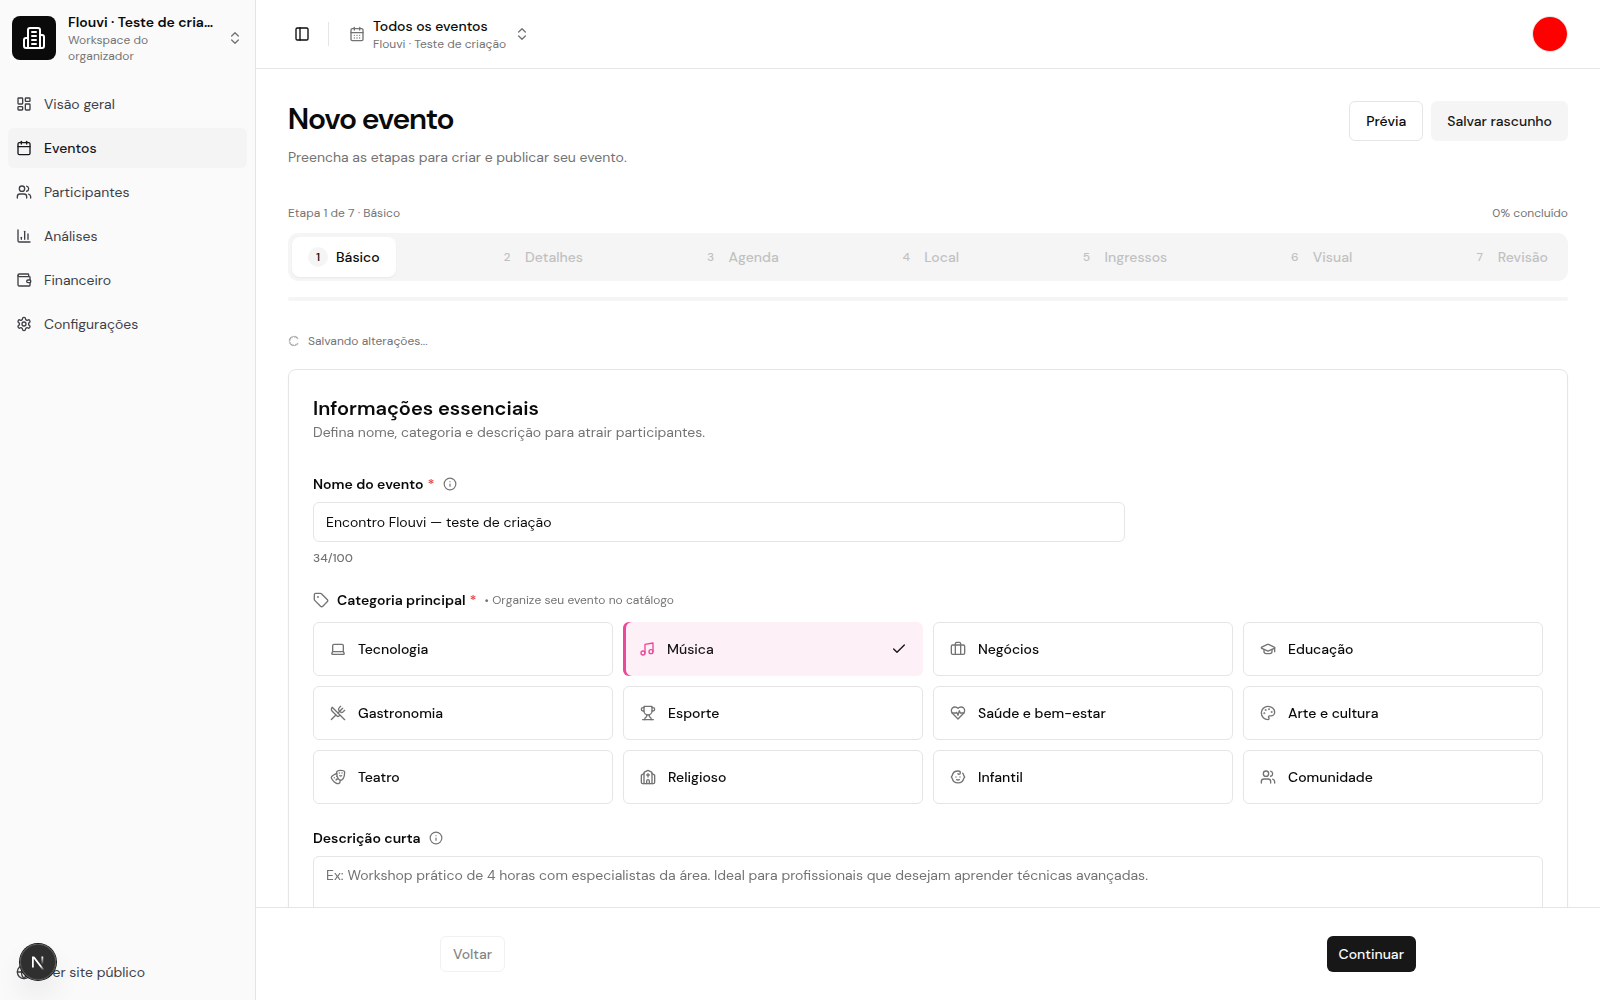 Flouvi · Teste de cria...
Workspace do
organizador
Visão geral
Eventos
Participantes
Análises
Financeiro
Configurações
N
er site público
Todos os eventos
Flouvi · Teste de criação
Novo evento
Preencha as etapas para criar e publicar seu evento.
Prévia
Salvar rascunho
Etapa 1 de 7 · Básico
0% concluído
1 Básico
2 Detalhes
3 Agenda
4 Local
5 Ingressos
6 Visual
7 Revisão
Salvando alterações...
Informações essenciais
Defina nome, categoria e descrição para atrair participantes.
Nome do evento *
Encontro Flouvi — teste de criação
34/100
Categoria principal * • Organize seu evento no catálogo
Tecnologia
Música
Negócios
Educação
Gastronomia
Esporte
Saúde e bem-estar
Arte e cultura
Teatro
Religioso
Infantil
Comunidade
Descrição curta
Ex: Workshop prático de 4 horas com especialistas da área. Ideal para profissionais que desejam aprender técnicas avançadas.
Voltar
Continuar